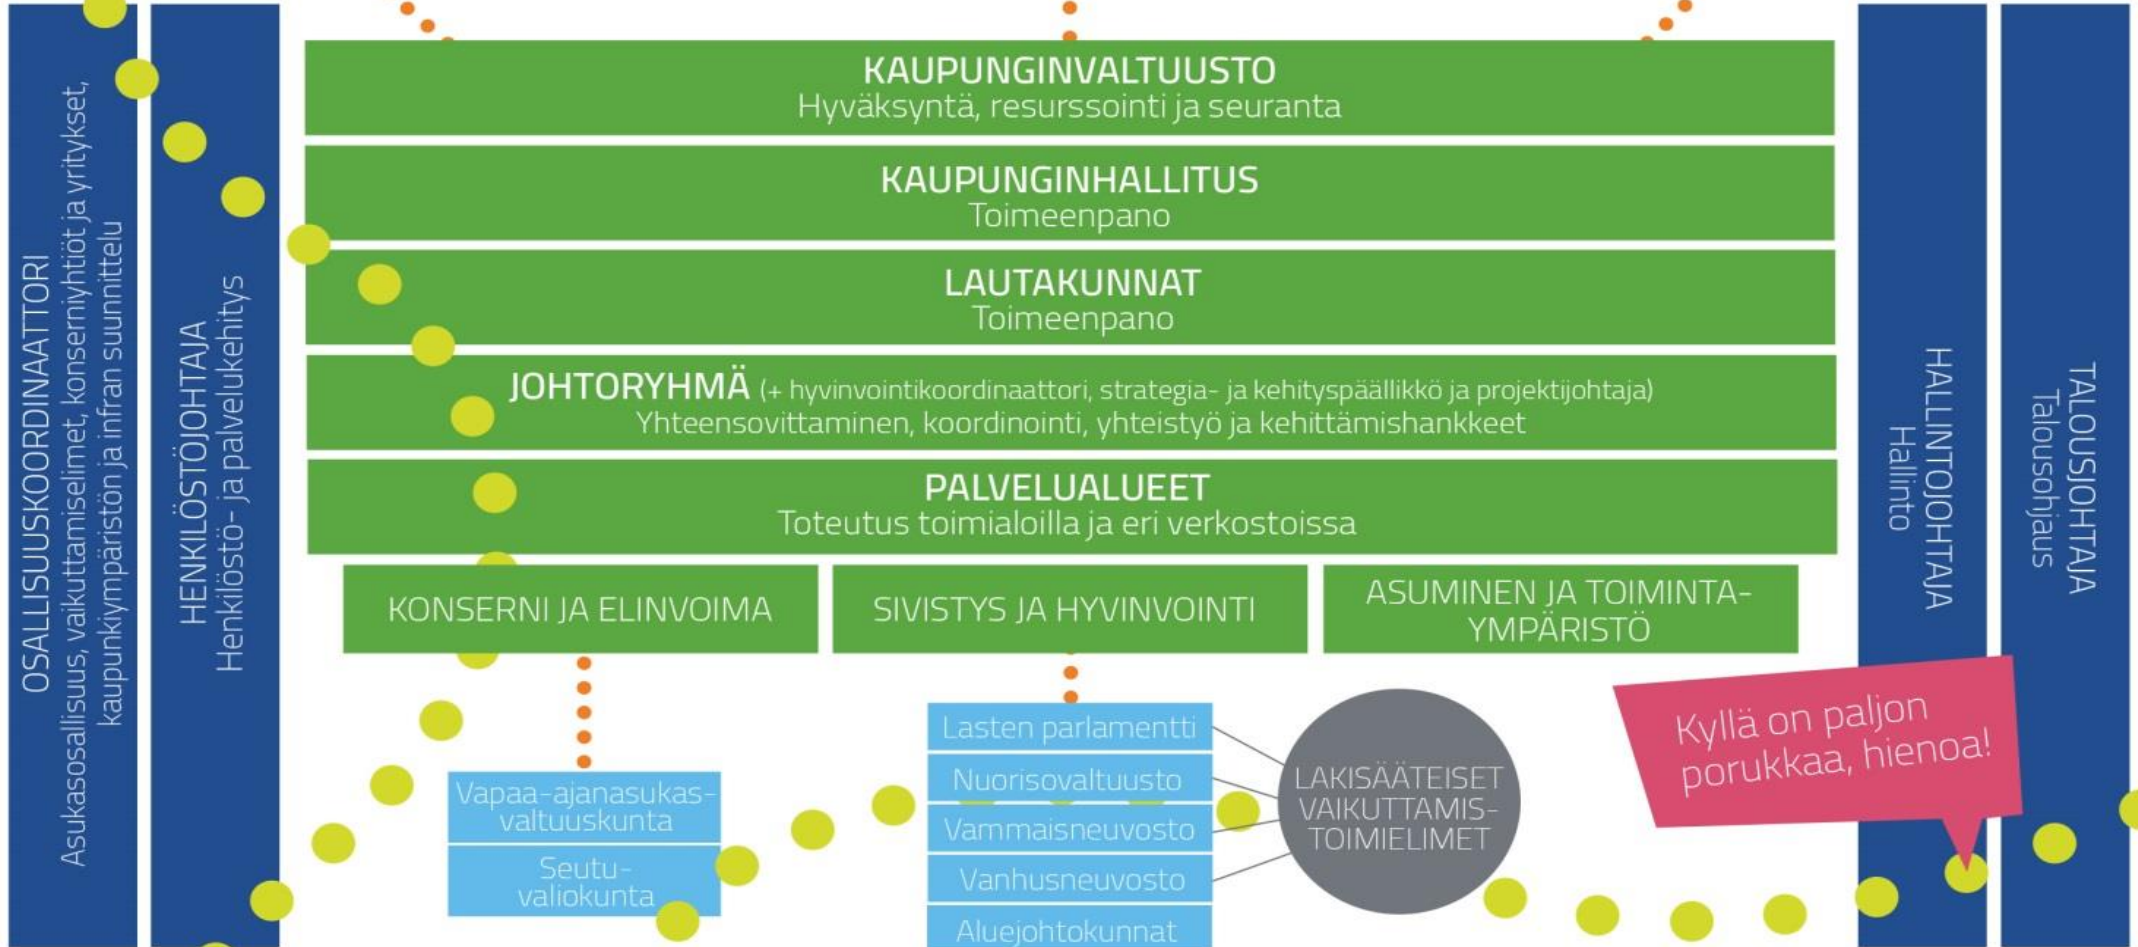 OSALLISUUSKOORDINAATTORI
Asukasosallisuus, vaikuttamiselimet, konserniyhtiöt ja yritykset,
kaupunkiympäristön ja infran suunnittelu
HENKILÖSTÖJOHTAJA
Henkilöstö- ja palvelukehitys
KAUPUNGINVALTUUSTO
Hyväksyntä, resurssointi ja seuranta
KAUPUNGINHALLITUS
Toimeenpano
LAUTAKUNNAT
Toimeenpano
JOHTORYHMÄ (+ hyvinvointikoordinaattori, strategia- ja kehityspäällikkö ja projektijohtaja)
Yhteensovittaminen, koordinointi, yhteistyö ja kehittämishankkeet
PALVELUALUEET
Toteutus toimialoilla ja eri verkostoissa
KONSERNI JA ELINVOIMA
SIVISTYS JA HYVINVOINTI
ASUMINEN JA TOIMINTA-
YMPÄRISTÖ
Vapaa-ajanasukas-
valtuuskunta
Seutu-
valiokunta
Lasten parlamentti
Nuorisovaltuusto
Vammaisneuvosto
Vanhusneuvosto
Aluejohtokunnat
LAKISÄÄTEISET
VAIKUTTAMIS-
TOIMIELIMET
Kyllä on paljon
porukkaa, hienoa!
HALLINTOJOHTAJA
Hallinto
TALOUSJOHTAJA
Talousohjaus